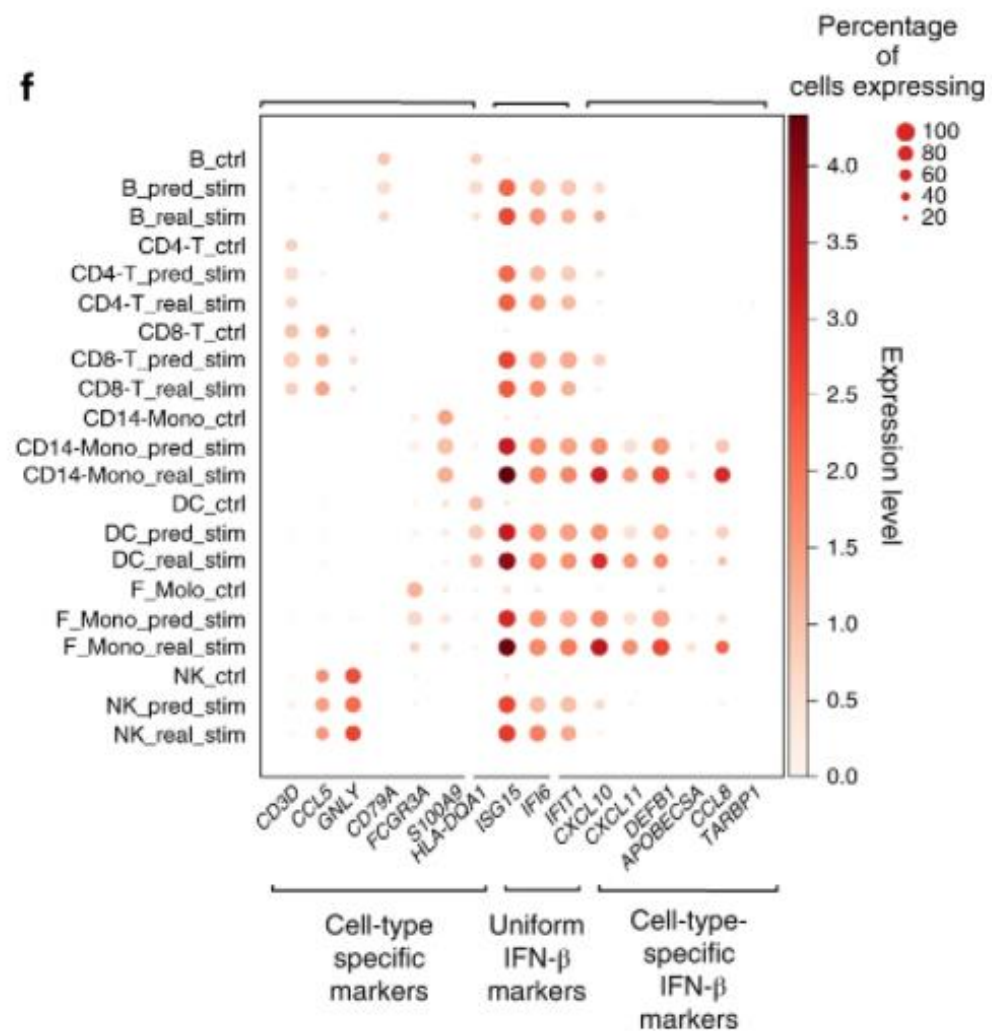 f
Percentage
of
cells expressing
100
80
60
40
20
4.0
3.5
3.0
2.5
2.0
1.5
1.0
0.5
0.0
Expression level
B_ctrl
B_pred_stim
B_real_stim
CD4-T_ctrl
CD4-T_pred_stim
CD4-T_real_stim
CD8-T_ctrl
CD8-T_pred_stim
CD8-T_real_stim
CD14-Mono_ctrl
CD14-Mono_pred_stim
CD14-Mono_real_stim
DC_ctrl
DC_pred_stim
DC_real_stim
F_Molo_ctrl
F_Mono_pred_stim
F_Mono_real_stim
NK_ctrl
NK_pred_stim
NK_real_stim
CD3D
CCL5
GNLY
CD79A
FCGR3A
S100A9
HLA-DQA1
ISG15
IFI6
IFIT1
CXCL10
CXCL11
DEFB1
APOBECSA
CCL8
TARBP1
Cell-type
specific
markers
Uniform
IFN-β
markers
Cell-type-
specific
IFN-β
markers